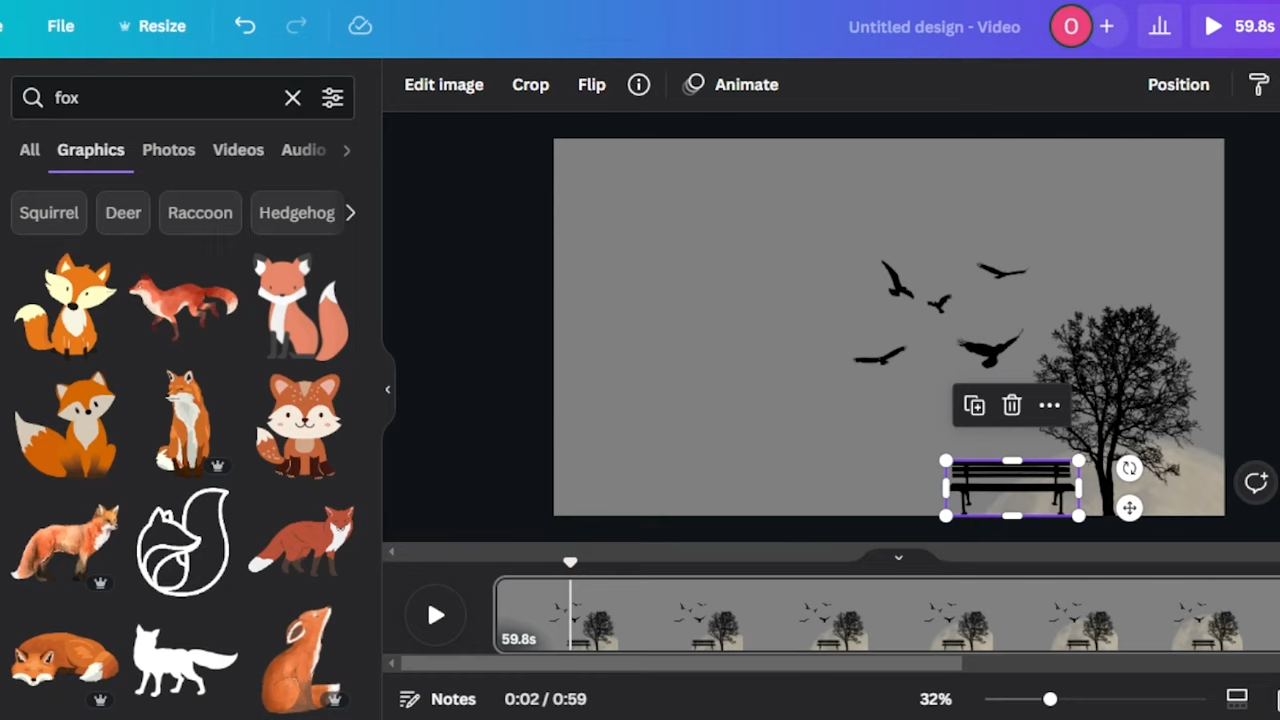 File
Resize
Untitled design - Video
O
+
59.8s
fox
Edit image
Crop
Flip
Animate
Position
All
Graphics
Photos
Videos
Audio
Squirrel
Deer
Raccoon
Hedgehog
59.8s
Notes
0:02 / 0:59
32%